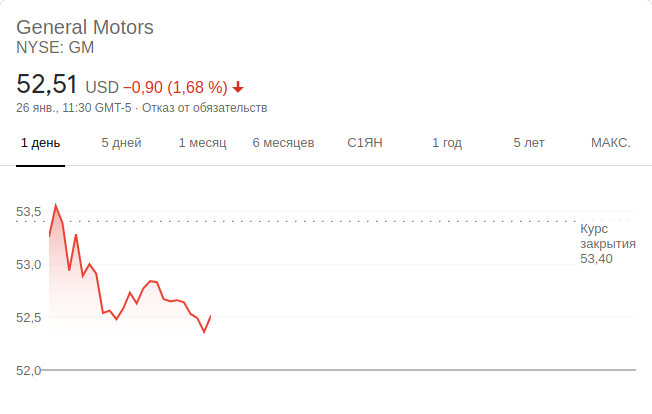 General Motors
NYSE: GM
52,51 USD −0,90 (1,68 %)
26 янв., 11:30 GMT-5 · Отказ от обязательств
1 день 5 дней 1 месяц 6 месяцев С1ЯН 1 год 5 лет МАКС.
53,5
Курс
закрытия
53,40
53,0
52,5
52,0